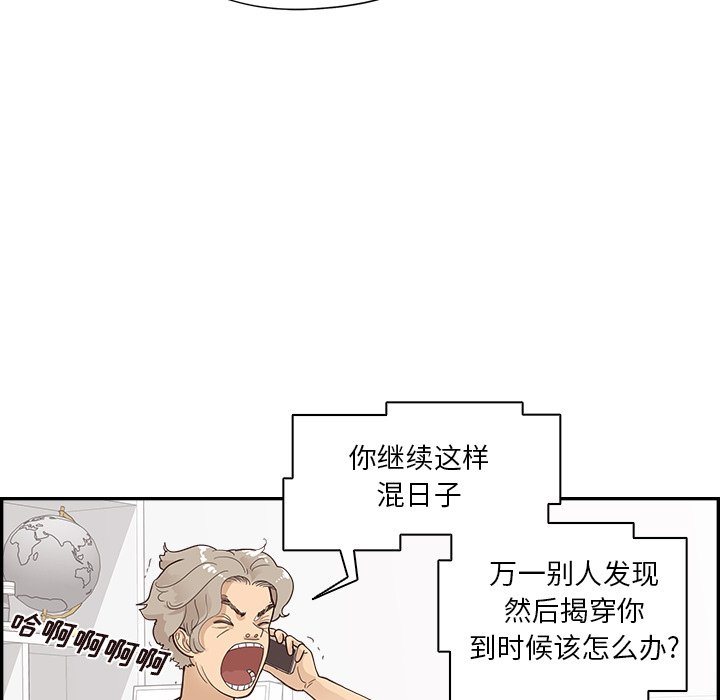 你继续这样
混日子
万一别人发现
然后揭穿你
到时候该怎么办?
哈啊啊啊啊